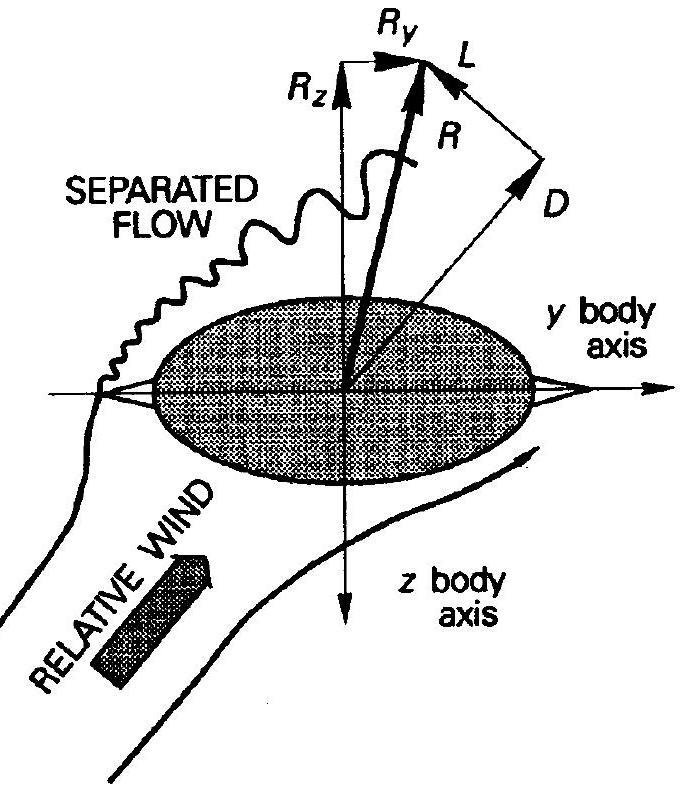 R_y
L
R_z
R
SEPARATED
FLOW
D
y body
axis
RELATIVE WIND
z body
axis